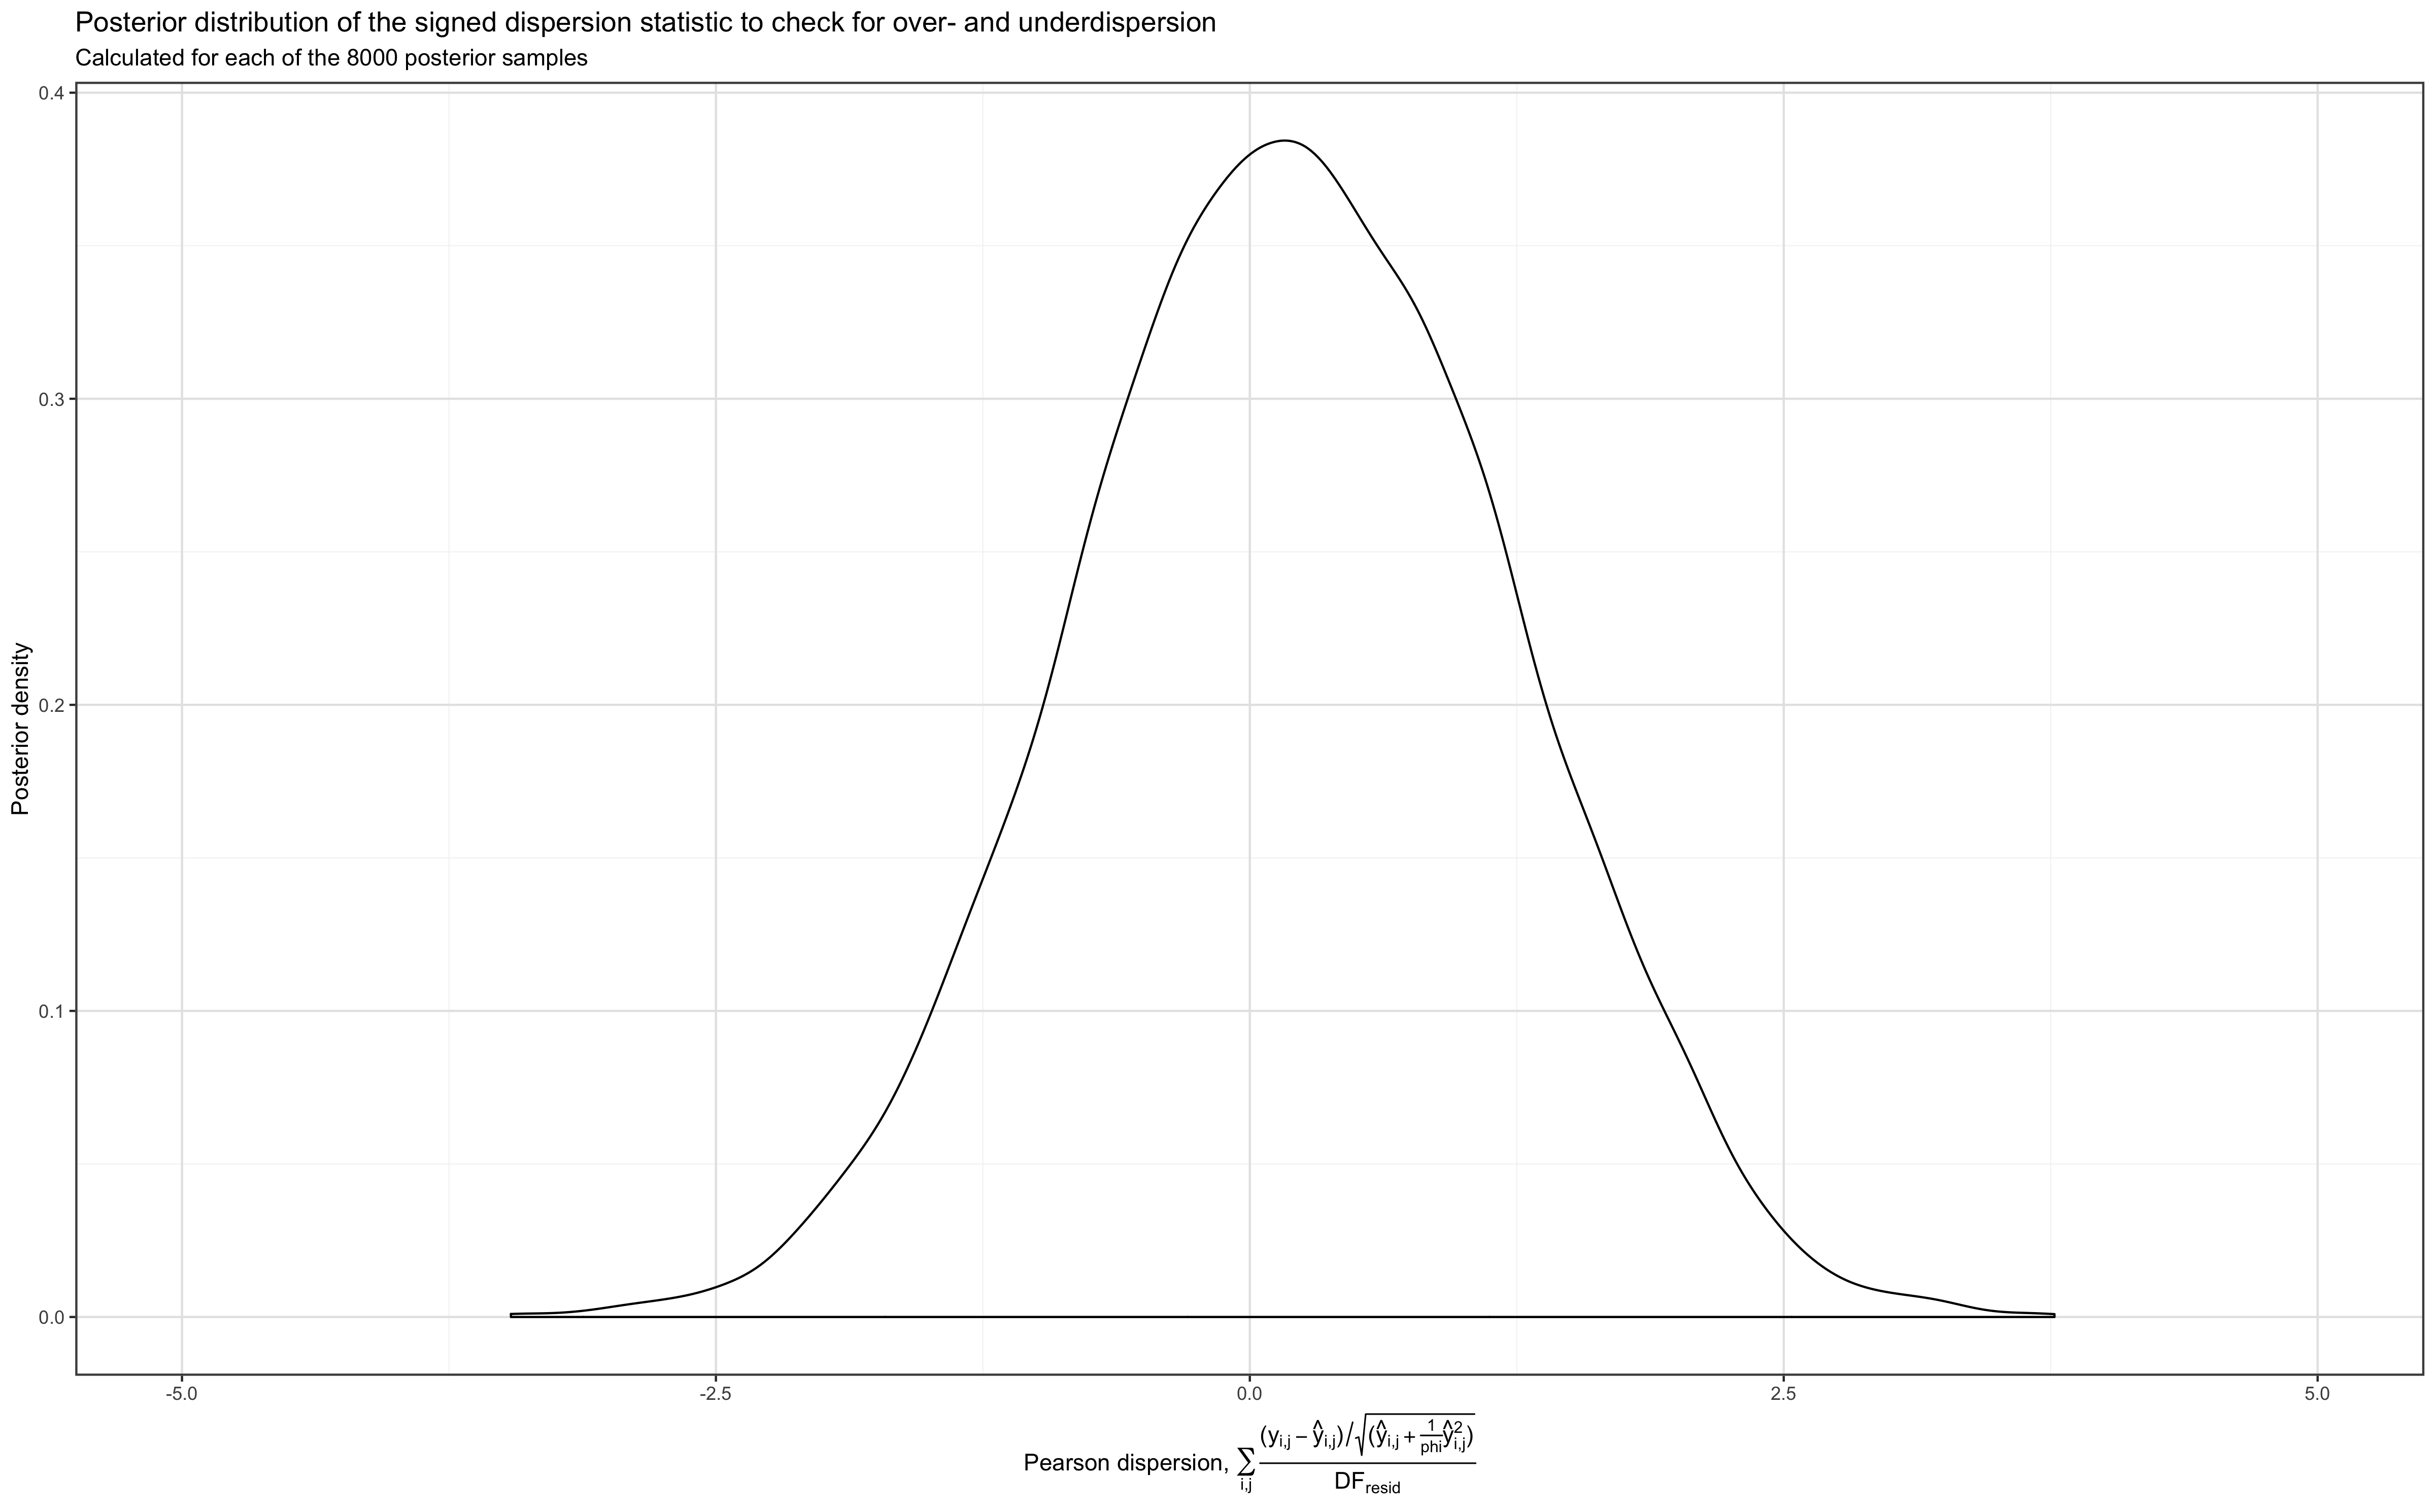 Posterior distribution of the signed dispersion statistic to check for over- and underdispersion
Calculated for each of the 8000 posterior samples
Posterior density
0.4
0.3
0.2
0.1
0.0
-5.0
-2.5
0.0
2.5
5.0
Pearson dispersion, ∑i,j (yi,j − ŷi,j)/√(ŷi,j + 1/phi ŷ²i,j) / DFresid